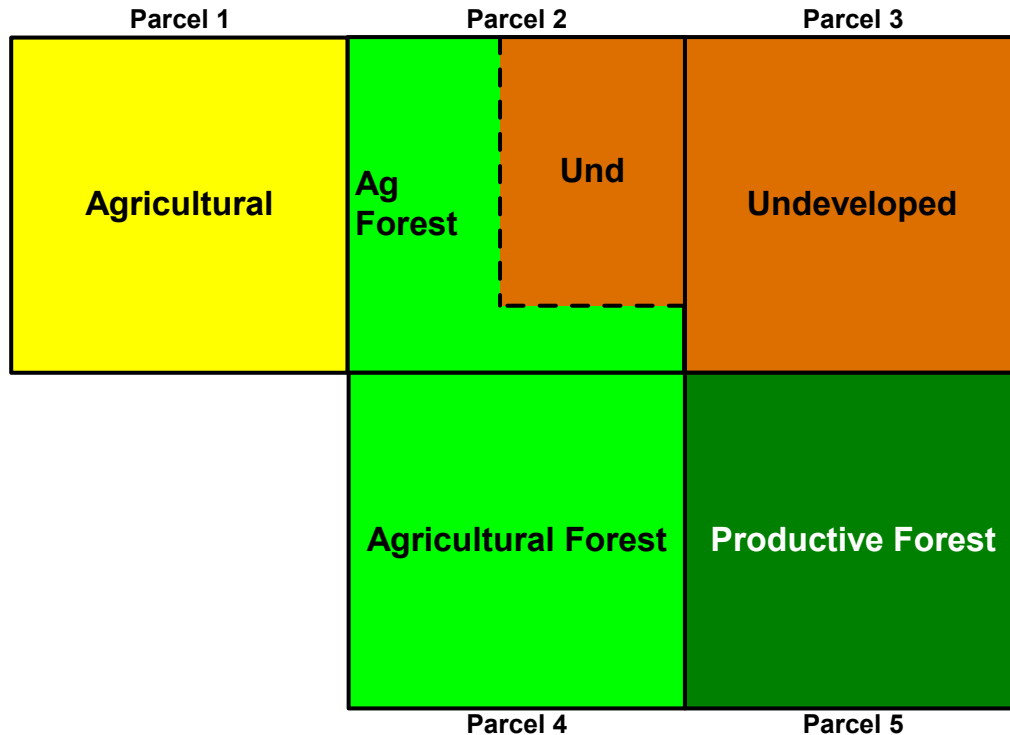 Parcel 1
Parcel 2
Parcel 3
Agricultural
Ag
Forest
Und
Undeveloped
Agricultural Forest
Productive Forest
Parcel 4
Parcel 5